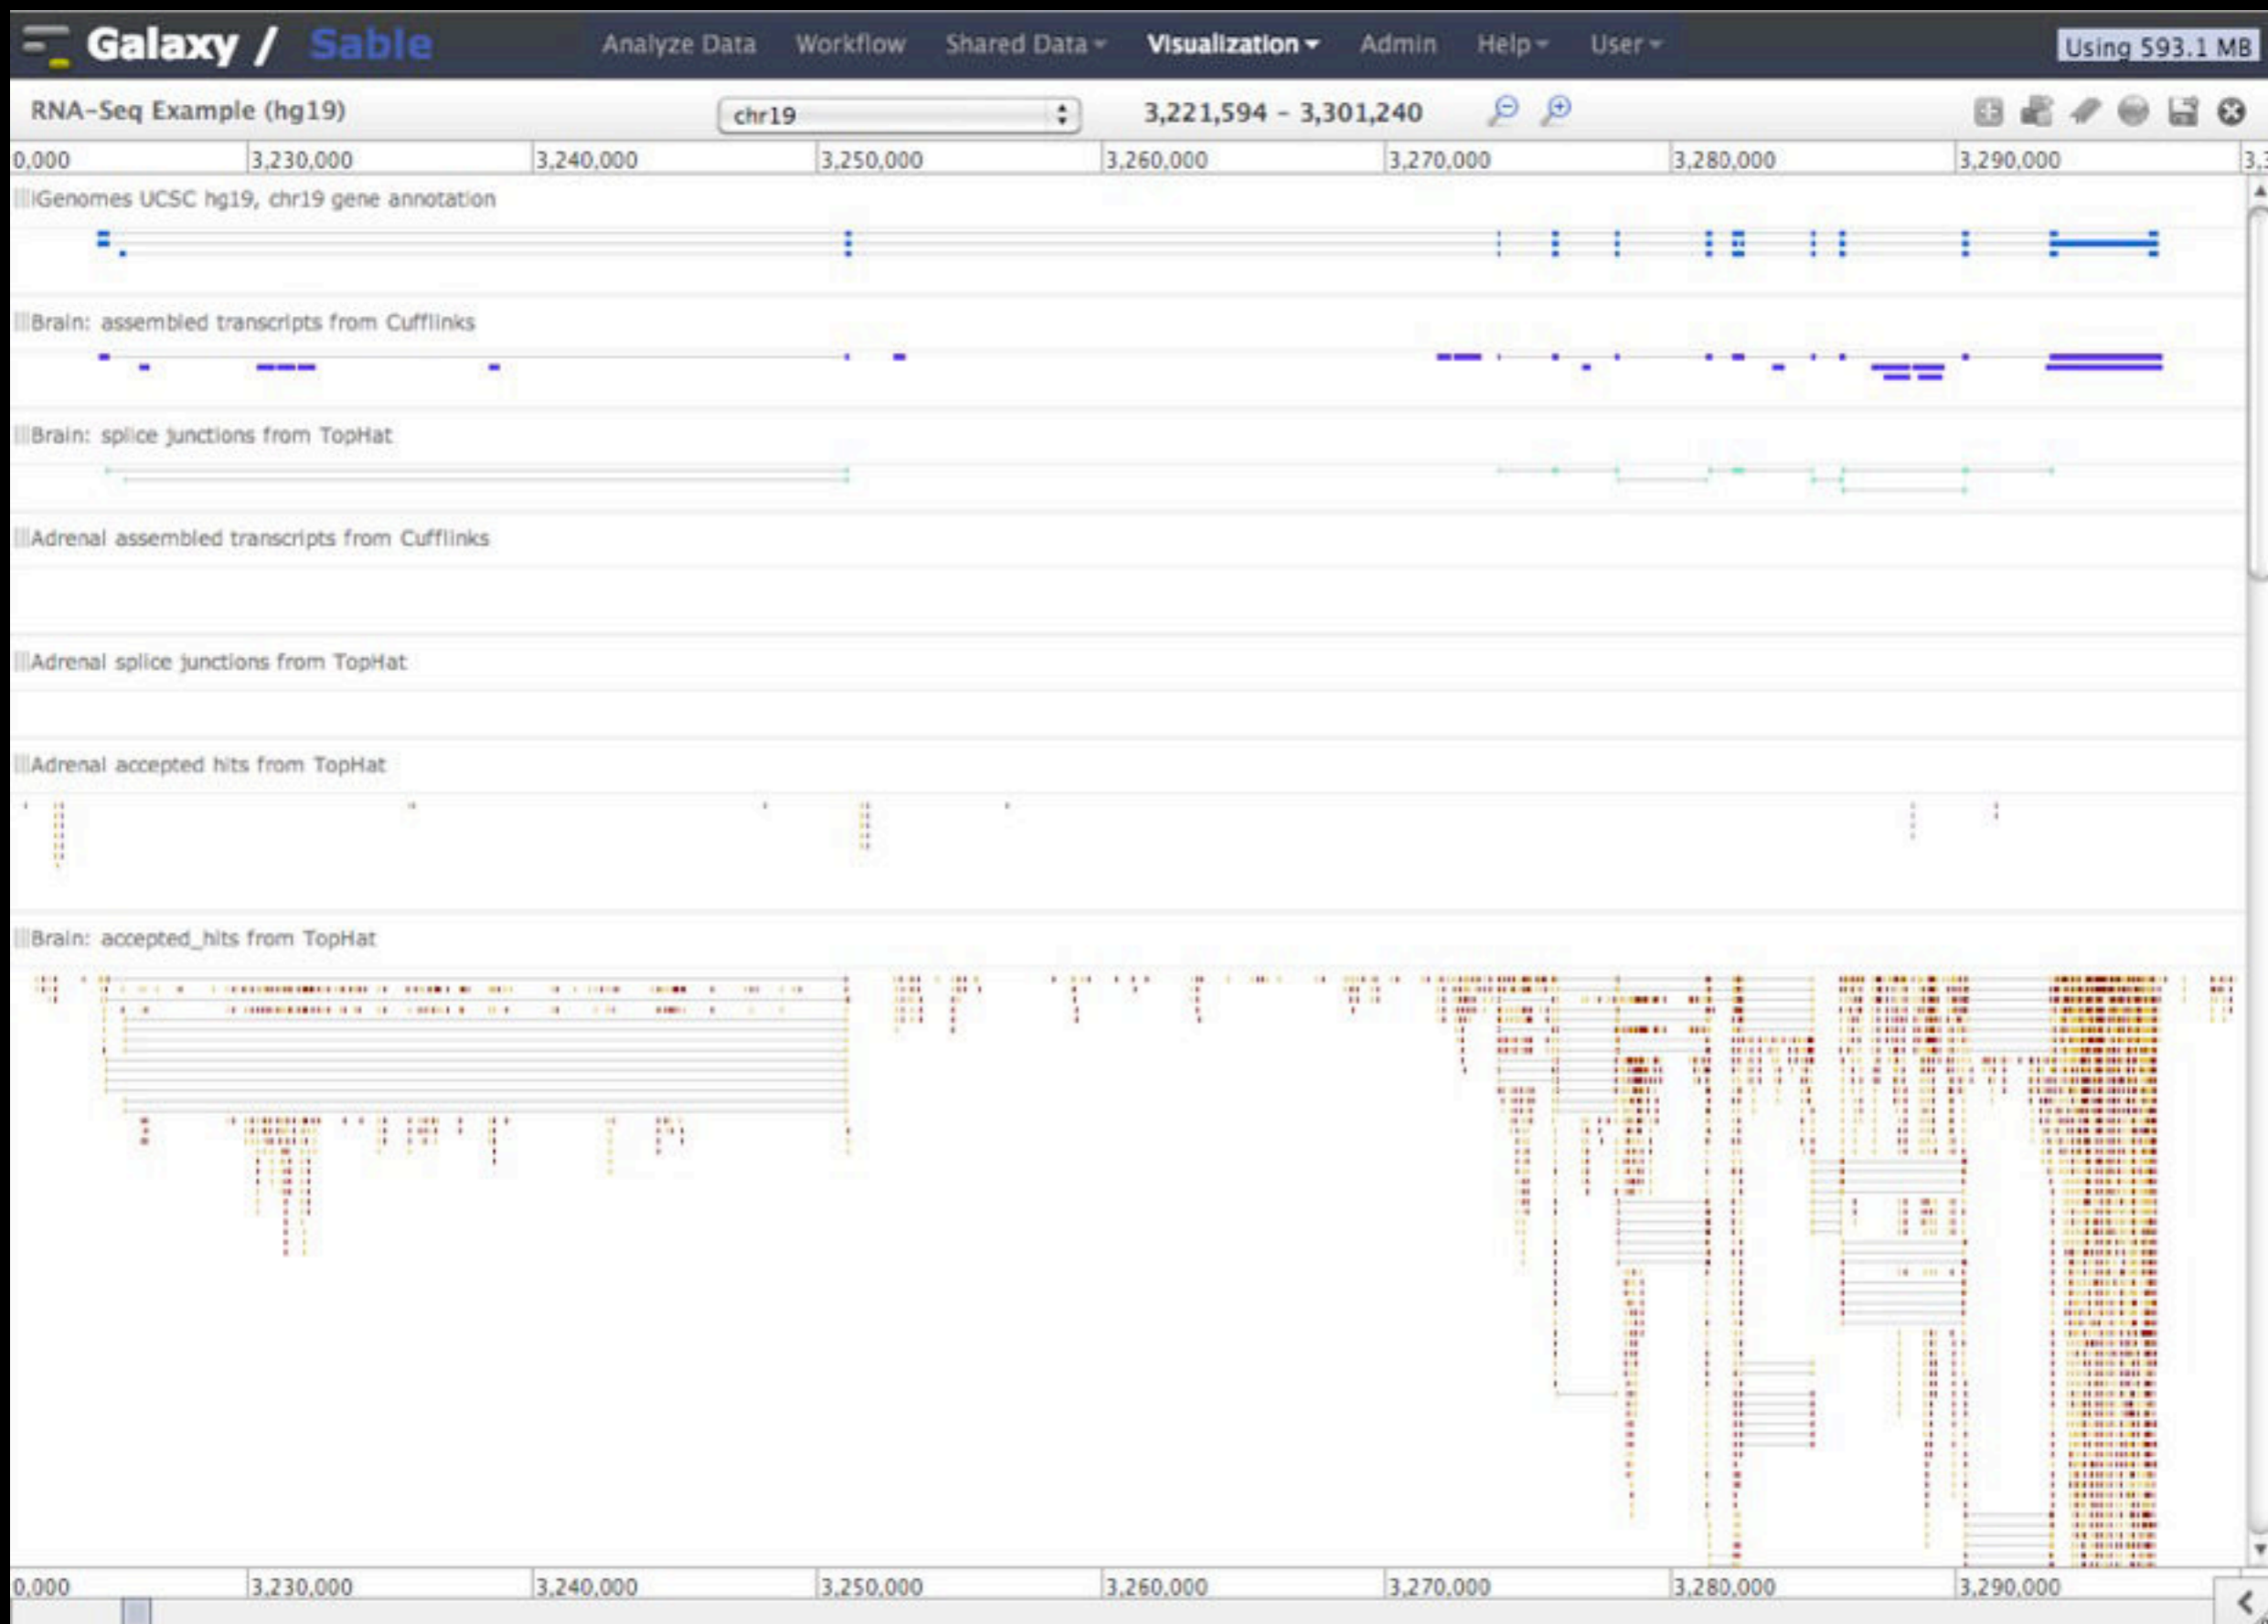 Galaxy / Sable Analyze Data Workflow Shared Data Visualization Admin Help User Using 593.1 MB
RNA-Seq Example (hg19) chr19 3,221,594 - 3,301,240
0,000 3,230,000 3,240,000 3,250,000 3,260,000 3,270,000 3,280,000 3,290,000 3,3
iGenomes UCSC hg19, chr19 gene annotation
Brain: assembled transcripts from Cufflinks
Brain: splice junctions from TopHat
Adrenal assembled transcripts from Cufflinks
Adrenal splice junctions from TopHat
Adrenal accepted hits from TopHat
Brain: accepted_hits from TopHat
0,000 3,230,000 3,240,000 3,250,000 3,260,000 3,270,000 3,280,000 3,290,000